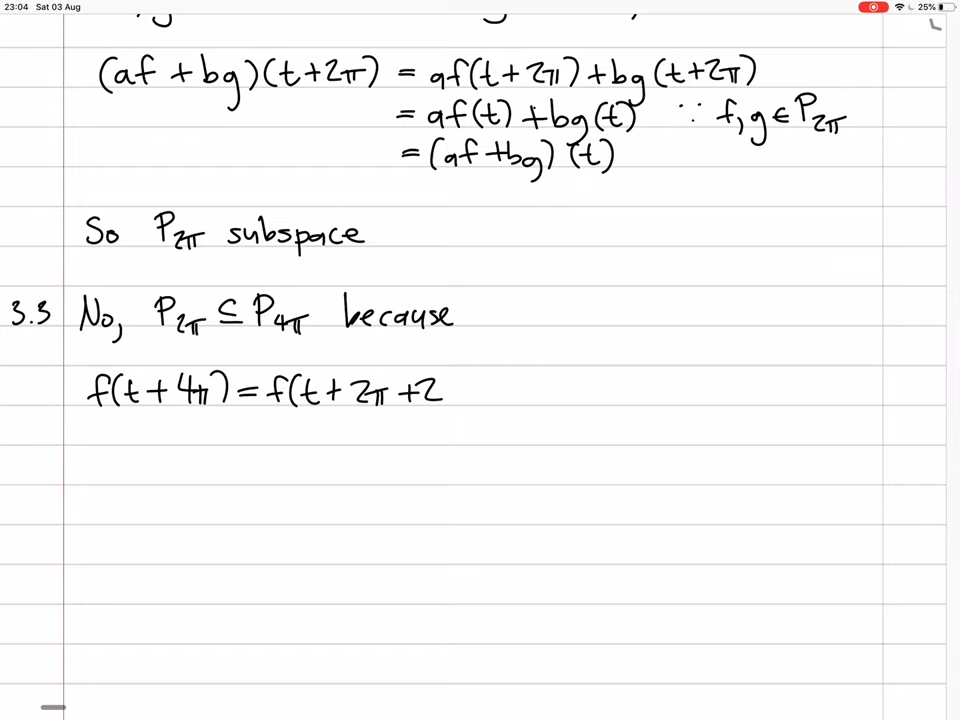 23:04 Sat 03 Aug 25%
(af + bg)(t+2π) = af(t+2π)+bg(t+2π)
= af(t)+bg(t) ∵ f,g ∈ P₂π
= (af+bg)(t)
So P₂π subspace
3.3 No, P₂π ⊆ P₄π because
f(t+4π) = f(t+2π+2